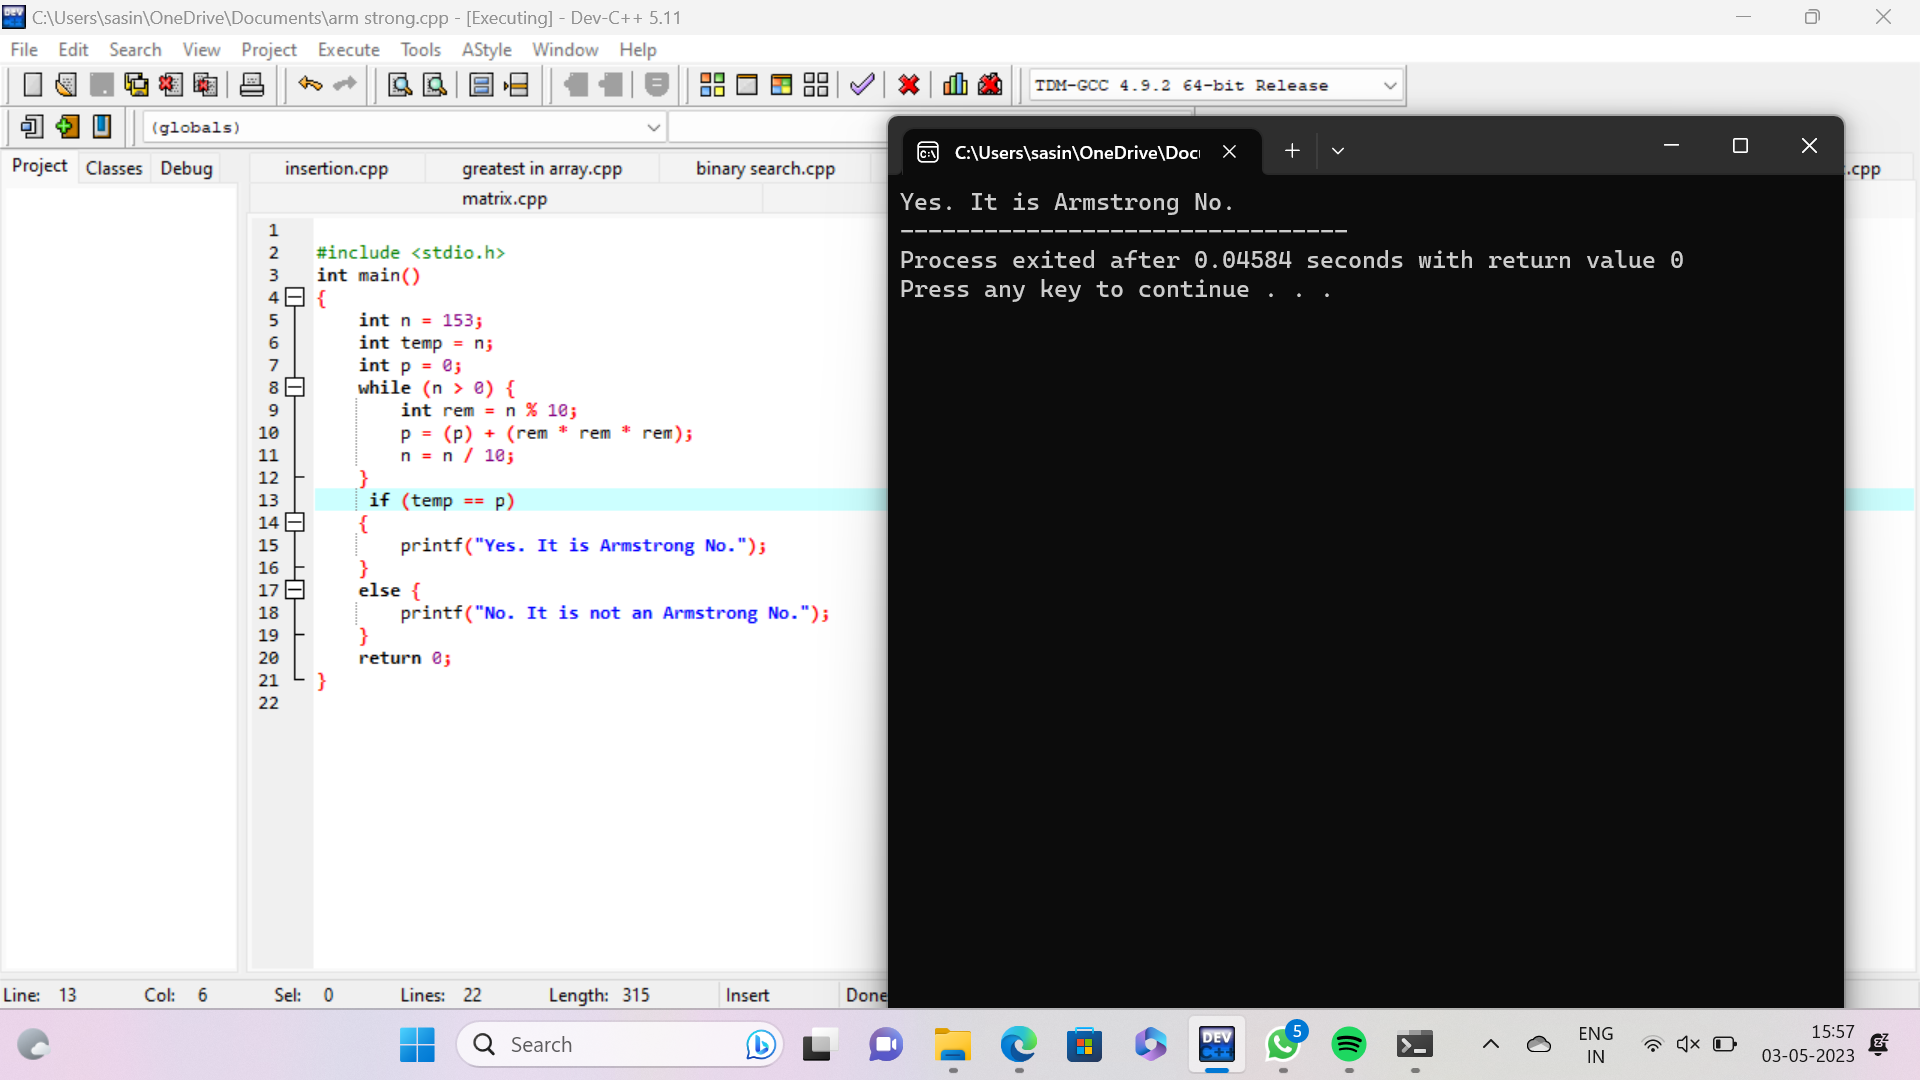 C:\Users\sasin\OneDrive\Documents\arm strong.cpp - [Executing] - Dev-C++ 5.11
File Edit Search View Project Execute Tools AStyle Window Help
TDM-GCC 4.9.2 64-bit Release
(globals)
Project Classes Debug
insertion.cpp greatest in array.cpp binary search.cpp .cpp
matrix.cpp
1
2 #include <stdio.h>
3 int main()
4 {
5 int n = 153;
6 int temp = n;
7 int p = 0;
8 while (n > 0) {
9 int rem = n % 10;
10 p = (p) + (rem * rem * rem);
11 n = n / 10;
12 }
13 if (temp == p)
14 {
15 printf("Yes. It is Armstrong No.");
16 }
17 else {
18 printf("No. It is not an Armstrong No.");
19 }
20 return 0;
21 }
22
C:\Users\sasin\OneDrive\Doc
Yes. It is Armstrong No.
--------------------------------
Process exited after 0.04584 seconds with return value 0
Press any key to continue . . .
Line: 13 Col: 6 Sel: 0 Lines: 22 Length: 315 Insert Done
Search
DEV C++
5
ENG
IN
15:57
03-05-2023